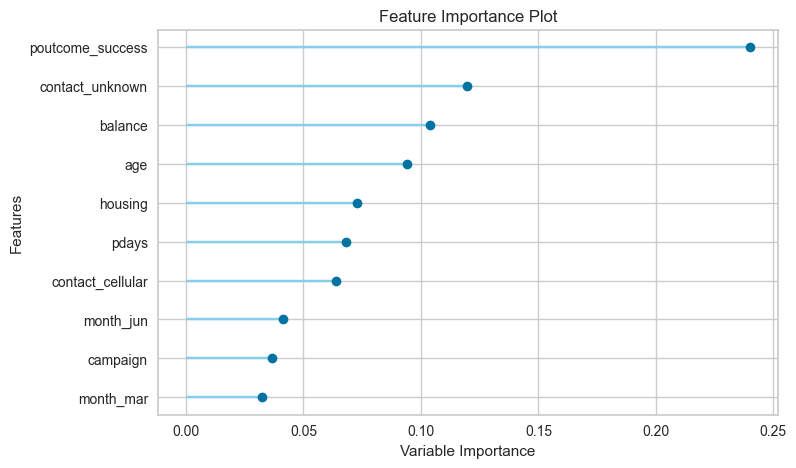 Feature Importance Plot
poutcome_success
contact_unknown
balance
age
housing
pdays
contact_cellular
month_jun
campaign
month_mar
Features
0.00 0.05 0.10 0.15 0.20 0.25
Variable Importance